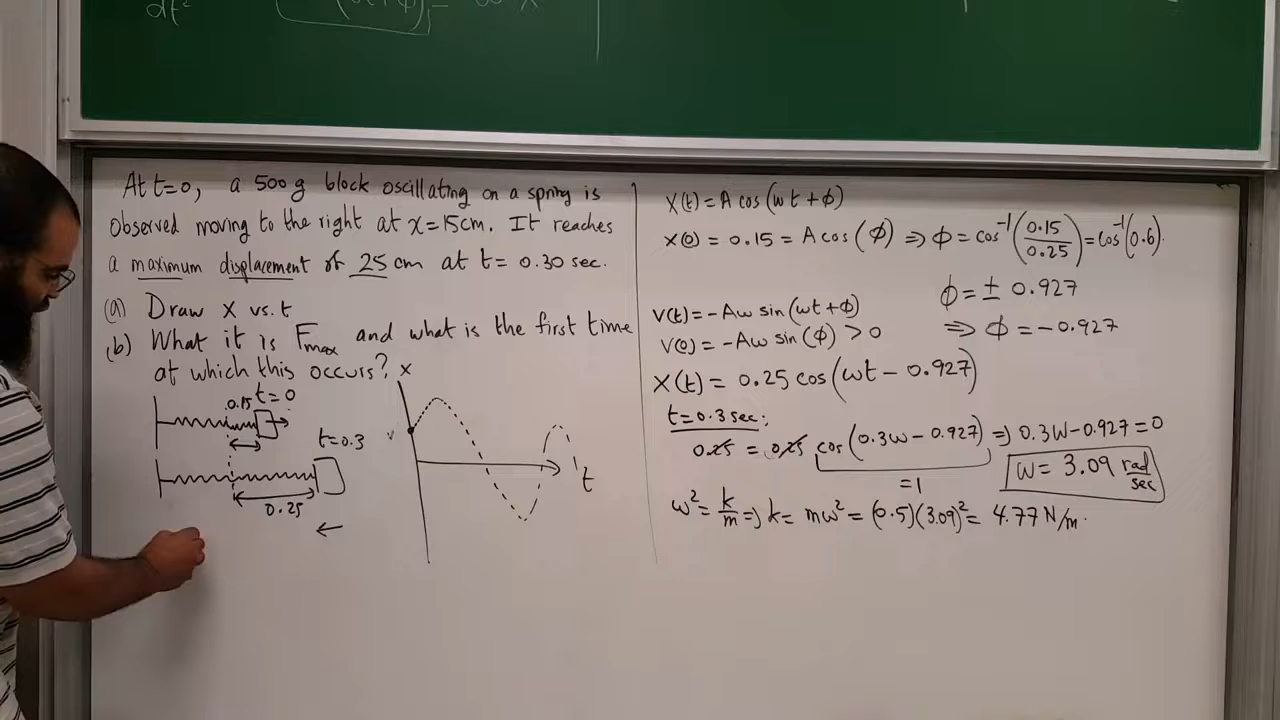 dt²
At t=0, a 500 g block oscillating on a spring is
observed moving to the right at x=15cm. It reaches
a maximum displacement of 25 cm at t= 0.30 sec.
(a) Draw X vs. t
(b) What it is Fmax and what is the first time
at which this occurs?
0.15 t=0
t=0.3
0.25
X
t
X(t) = A cos(ωt + ϕ)
x(0) = 0.15 = A cos(ϕ) ⇒ ϕ = cos⁻¹(0.15/0.25) = cos⁻¹(0.6).
ϕ = ± 0.927
V(t) = -Aω sin(ωt + ϕ)
⇒ ϕ = -0.927
V(0) = -Aω sin(ϕ) > 0
X(t) = 0.25 cos(ωt - 0.927)
t=0.3 sec:
0.25 = 0.25 cos(0.3ω - 0.927) ⇒ 0.3ω - 0.927 = 0
=1
ω = 3.09 rad/sec
ω² = k/m ⇒ k = mω² = (0.5)(3.09)² = 4.77 N/m.